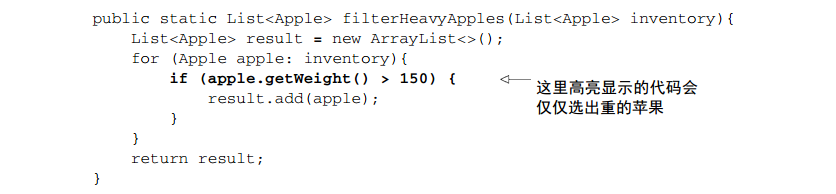 public static List<Apple> filterHeavyApples(List<Apple> inventory){
    List<Apple> result = new ArrayList<>();
    for (Apple apple: inventory){
        if (apple.getWeight() > 150) {
            result.add(apple);
        }
    }
    return result;
}
这里高亮显示的代码会
仅仅选出重的苹果